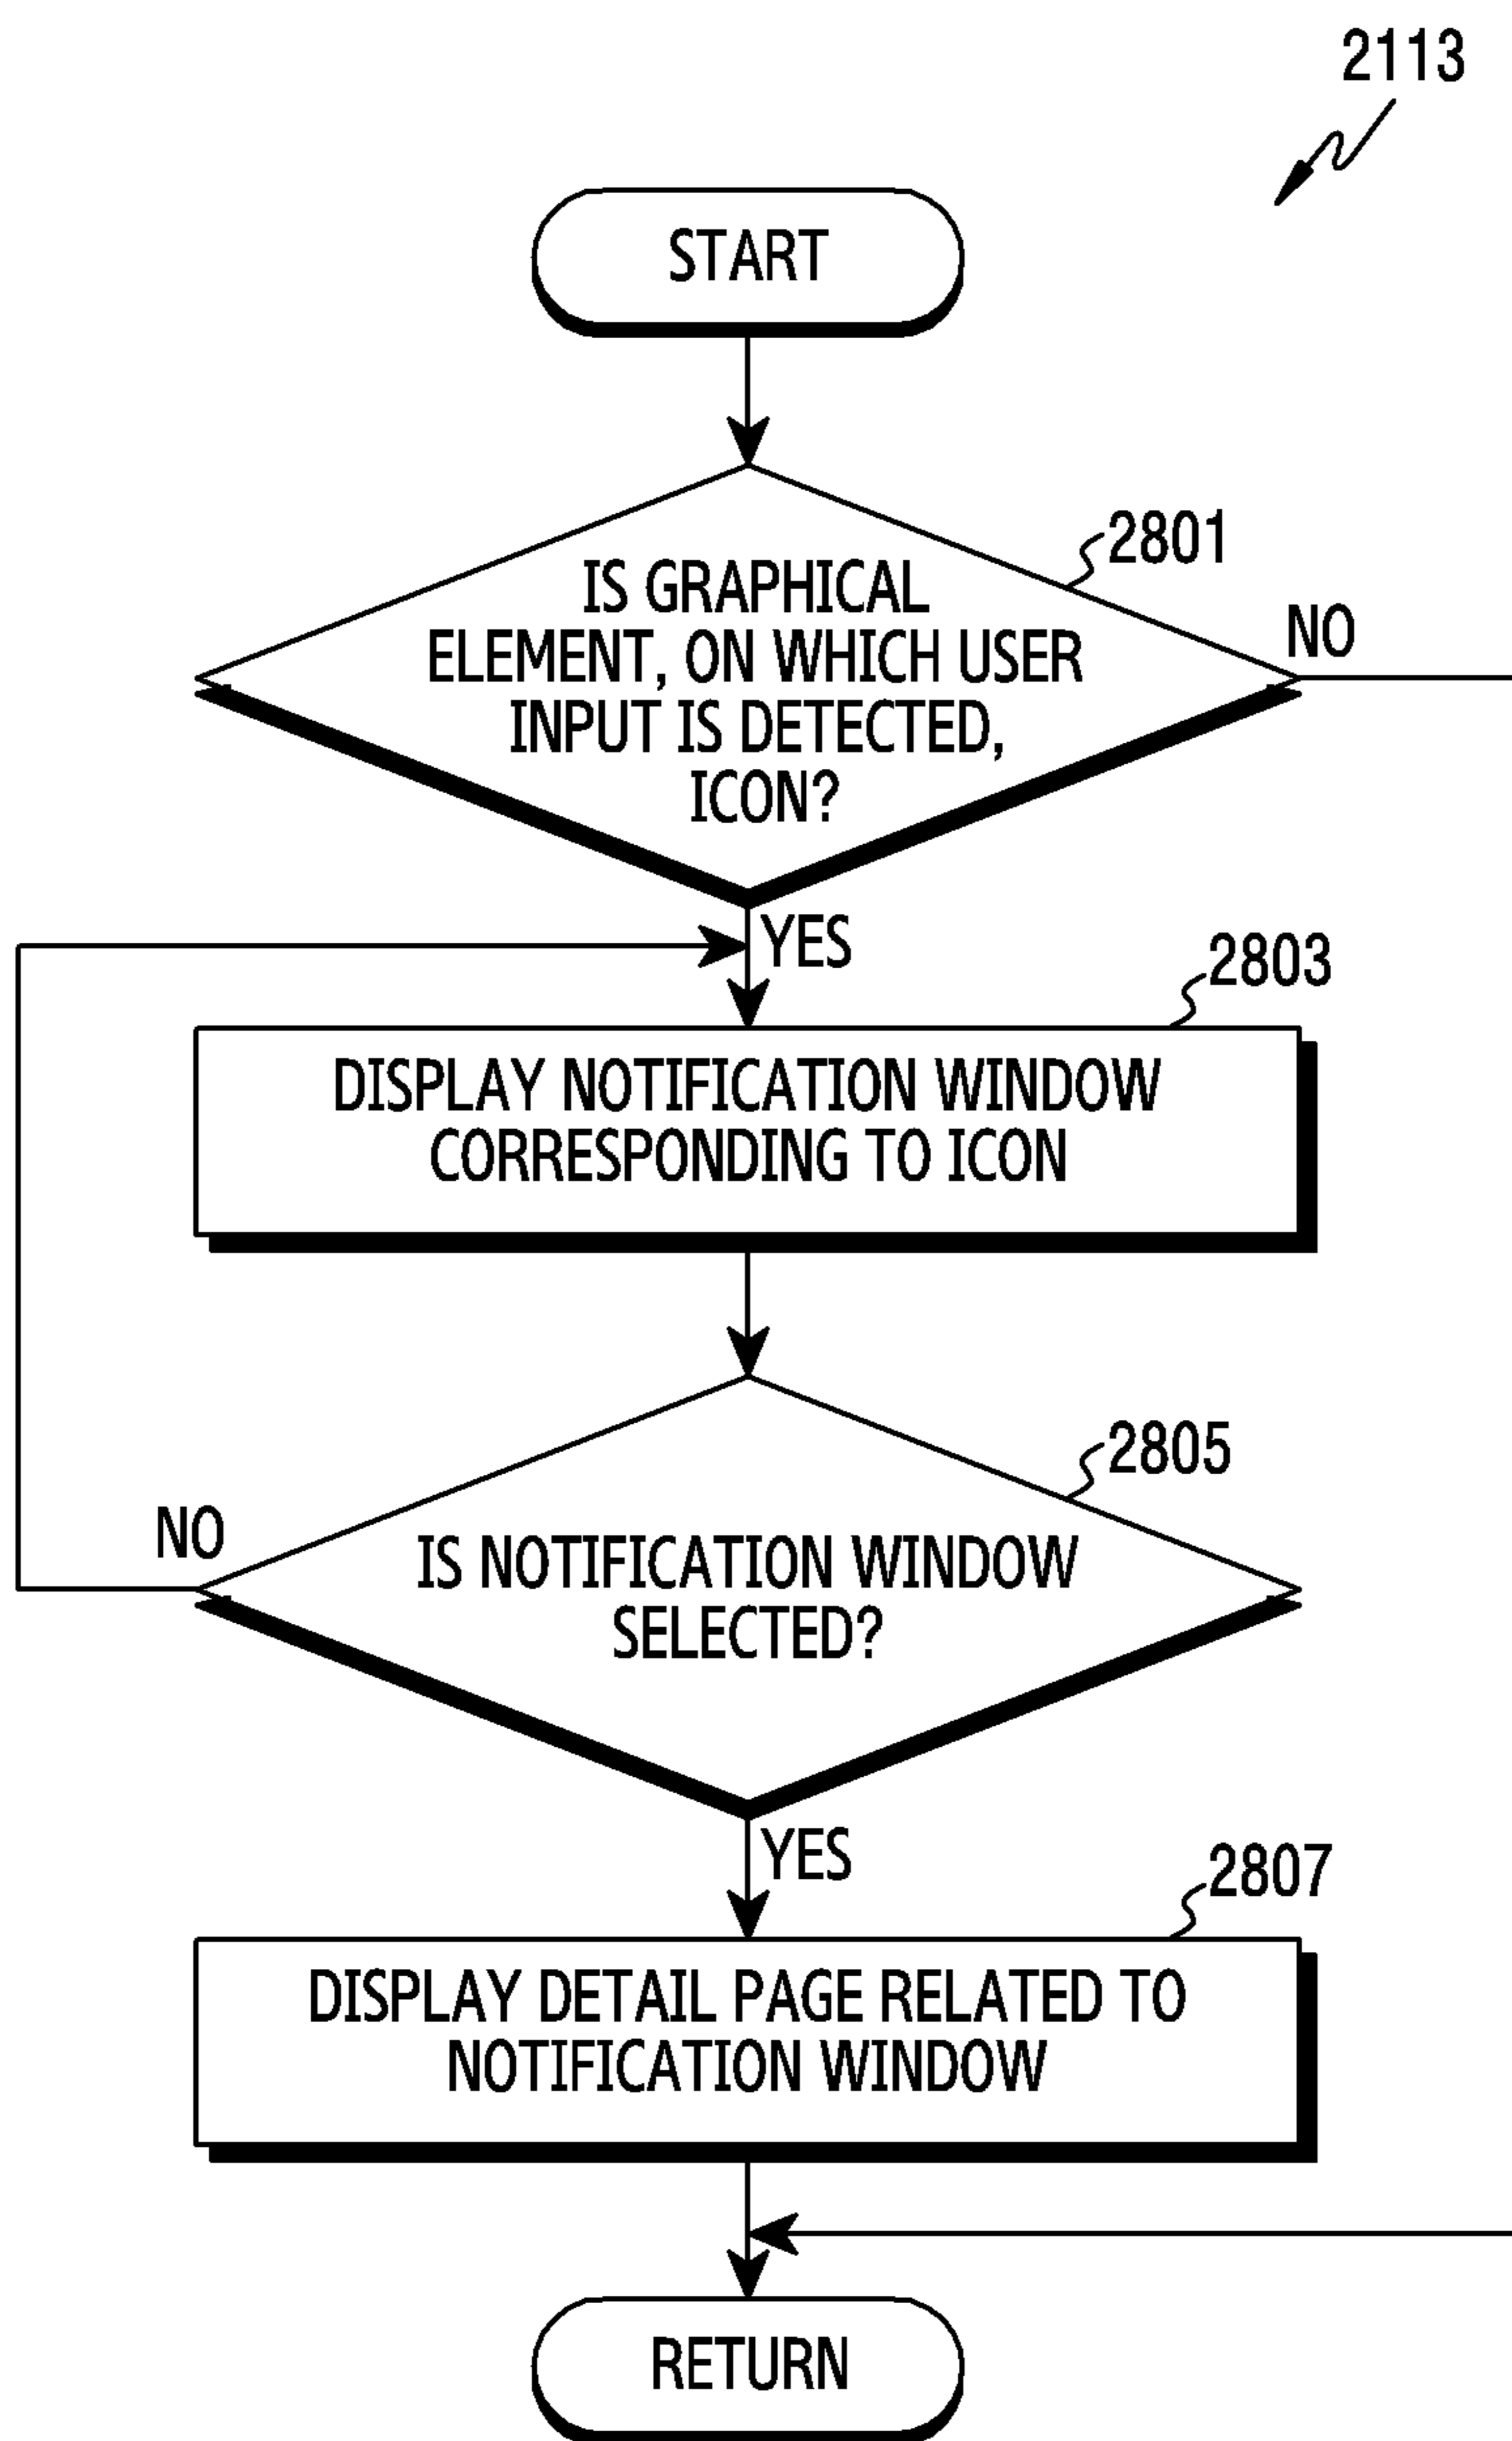 2113
START
2801
IS GRAPHICAL
ELEMENT, ON WHICH USER
INPUT IS DETECTED,
ICON?
NO
YES
2803
DISPLAY NOTIFICATION WINDOW
CORRESPONDING TO ICON
2805
NO
IS NOTIFICATION WINDOW
SELECTED?
YES
2807
DISPLAY DETAIL PAGE RELATED TO
NOTIFICATION WINDOW
RETURN